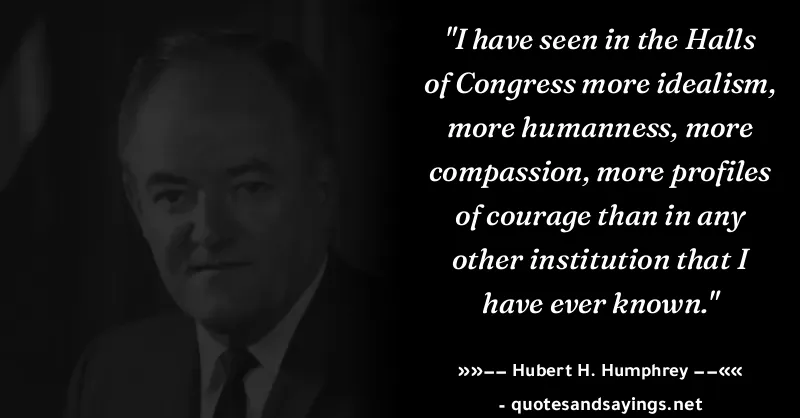 "I have seen in the Halls
of Congress more idealism,
more humanness, more
compassion, more profiles
of courage than in any
other institution that I
have ever known."
»»−− Hubert H. Humphrey −−««
- quotesandsayings.net